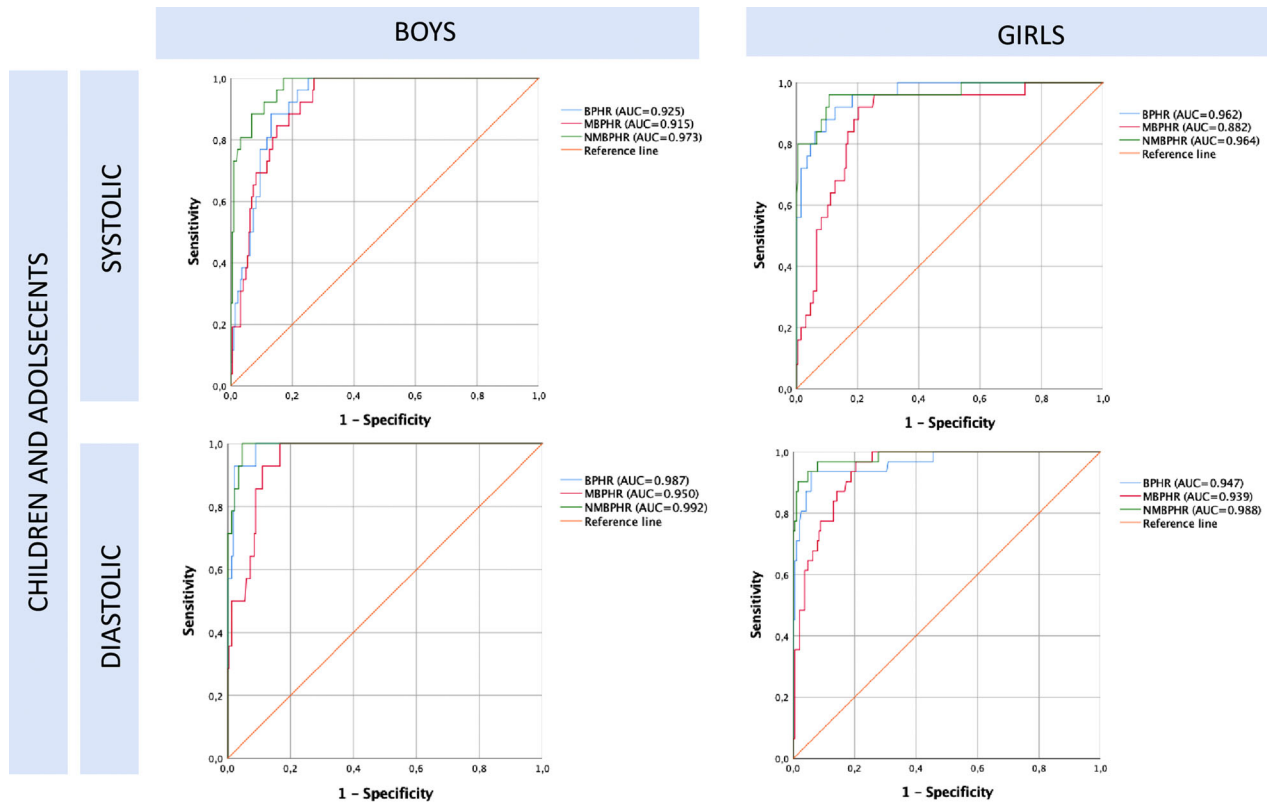 BOYS
GIRLS
CHILDREN AND ADOLSECENTS
SYSTOLIC
DIASTOLIC
1,0
0,8
0,6
0,4
0,2
0,0
Sensitivity
0,0 0,2 0,4 0,6 0,8 1,0
1 - Specificity
BPHR (AUC=0.925)
MBPHR (AUC=0.915)
NMBPHR (AUC=0.973)
Reference line
1,0
0,8
0,6
0,4
0,2
0,0
Sensitivity
0,0 0,2 0,4 0,6 0,8 1,0
1 - Specificity
BPHR (AUC=0.962)
MBPHR (AUC=0.882)
NMBPHR (AUC=0.964)
Reference line
1,0
0,8
0,6
0,4
0,2
0,0
Sensitivity
0,0 0,2 0,4 0,6 0,8 1,0
1 - Specificity
BPHR (AUC=0.987)
MBPHR (AUC=0.950)
NMBPHR (AUC=0.992)
Reference line
1,0
0,8
0,6
0,4
0,2
0,0
Sensitivity
0,0 0,2 0,4 0,6 0,8 1,0
1 - Specificity
BPHR (AUC=0.947)
MBPHR (AUC=0.939)
NMBPHR (AUC=0.988)
Reference line